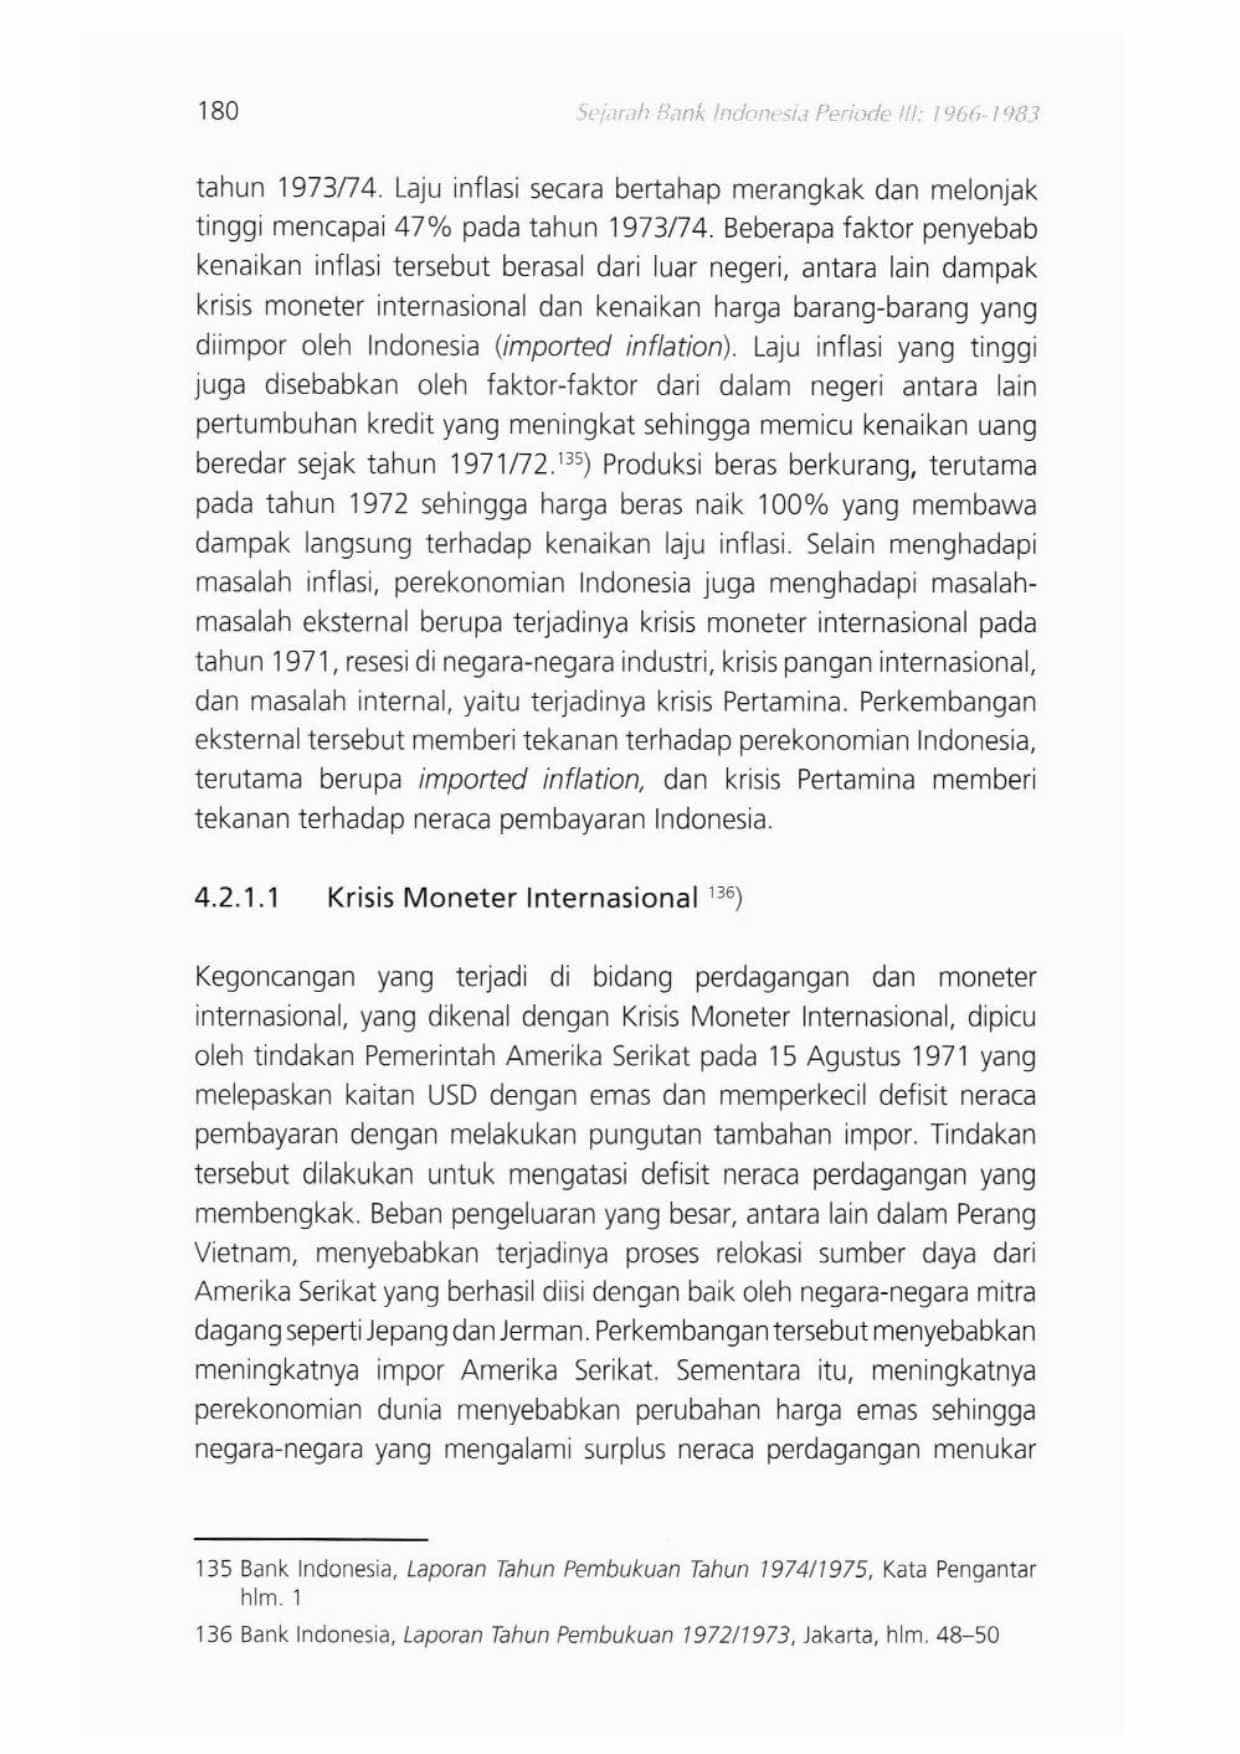 180
Sejarah Bank Indonesia Periode III: 1966-1983
tahun 1973/74. Laju inflasi secara bertahap merangkak dan melonjak
tinggi mencapai 47% pada tahun 1973/74. Beberapa faktor penyebab
kenaikan inflasi tersebut berasal dari luar negeri, antara lain dampak
krisis moneter internasional dan kenaikan harga barang-barang yang
diimpor oleh Indonesia (imported inflation). Laju inflasi yang tinggi
juga disebabkan oleh faktor-faktor dari dalam negeri antara lain
pertumbuhan kredit yang meningkat sehingga memicu kenaikan uang
beredar sejak tahun 1971/72.135) Produksi beras berkurang, terutama
pada tahun 1972 sehingga harga beras naik 100% yang membawa
dampak langsung terhadap kenaikan laju inflasi. Selain menghadapi
masalah inflasi, perekonomian Indonesia juga menghadapi masalah-
masalah eksternal berupa terjadinya krisis moneter internasional pada
tahun 1971, resesi di negara-negara industri, krisis pangan internasional,
dan masalah internal, yaitu terjadinya krisis Pertamina. Perkembangan
eksternal tersebut memberi tekanan terhadap perekonomian Indonesia,
terutama berupa imported inflation, dan krisis Pertamina memberi
tekanan terhadap neraca pembayaran Indonesia.
4.2.1.1 Krisis Moneter Internasional 136)
Kegoncangan yang terjadi di bidang perdagangan dan moneter
internasional, yang dikenal dengan Krisis Moneter Internasional, dipicu
oleh tindakan Pemerintah Amerika Serikat pada 15 Agustus 1971 yang
melepaskan kaitan USD dengan emas dan memperkecil defisit neraca
pembayaran dengan melakukan pungutan tambahan impor. Tindakan
tersebut dilakukan untuk mengatasi defisit neraca perdagangan yang
membengkak. Beban pengeluaran yang besar, antara lain dalam Perang
Vietnam, menyebabkan terjadinya proses relokasi sumber daya dari
Amerika Serikat yang berhasil diisi dengan baik oleh negara-negara mitra
dagang seperti Jepang dan Jerman. Perkembangan tersebut menyebabkan
meningkatnya impor Amerika Serikat. Sementara itu, meningkatnya
perekonomian dunia menyebabkan perubahan harga emas sehingga
negara-negara yang mengalami surplus neraca perdagangan menukar
135 Bank Indonesia, Laporan Tahun Pembukuan Tahun 1974/1975, Kata Pengantar
hlm. 1
136 Bank Indonesia, Laporan Tahun Pembukuan 1972/1973, Jakarta, hlm. 48–50